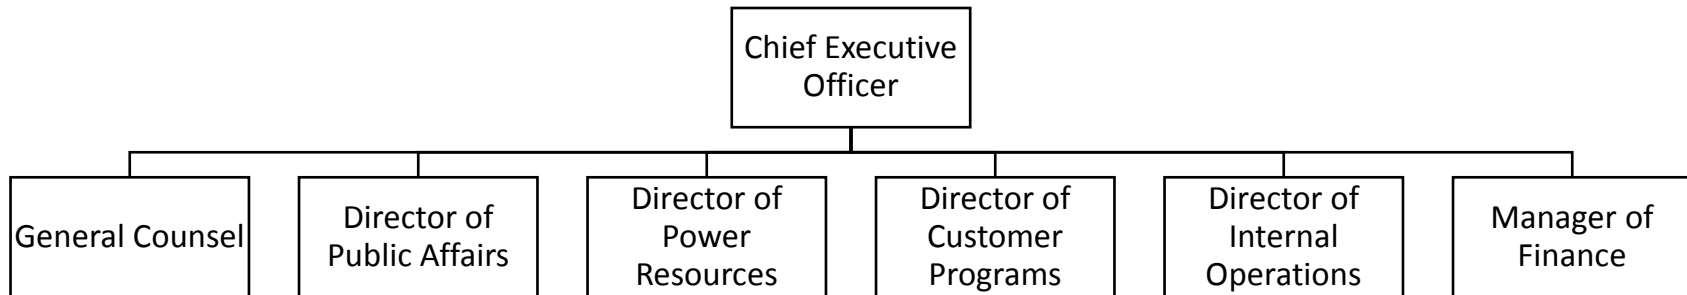 Chief Executive
Officer
General Counsel
Director of
Public Affairs
Director of
Power
Resources
Director of
Customer
Programs
Director of
Internal
Operations
Manager of
Finance